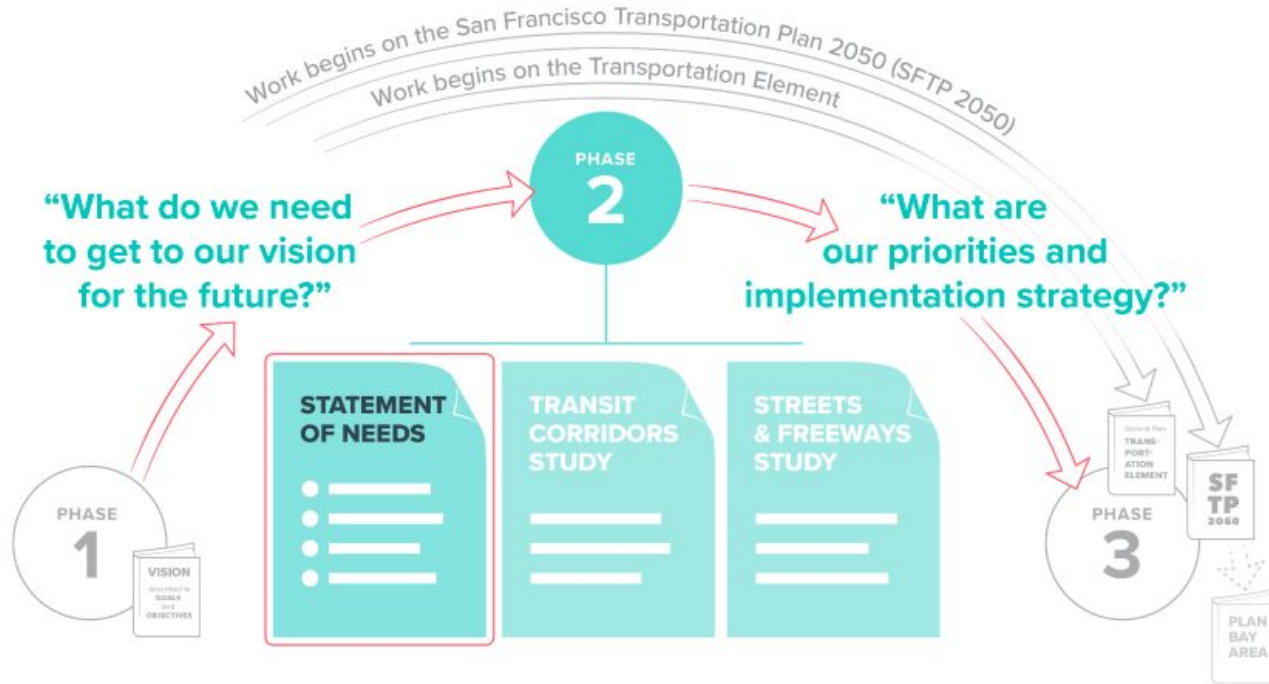 Work begins on the San Francisco Transportation Plan 2050 (SFTP 2050)
Work begins on the Transportation Element
PHASE
2
“What do we need
to get to our vision
for the future?”
“What are
our priorities and
implementation strategy?”
STATEMENT
OF NEEDS
TRANSIT
CORRIDORS
STUDY
STREETS
& FREEWAYS
STUDY
PHASE
1
VISION
described in
GOALS
and
OBJECTIVES
General Plan
TRANS-
PORT-
ATION
ELEMENT
SF
TP
2050
PHASE
3
PLAN
BAY
AREA